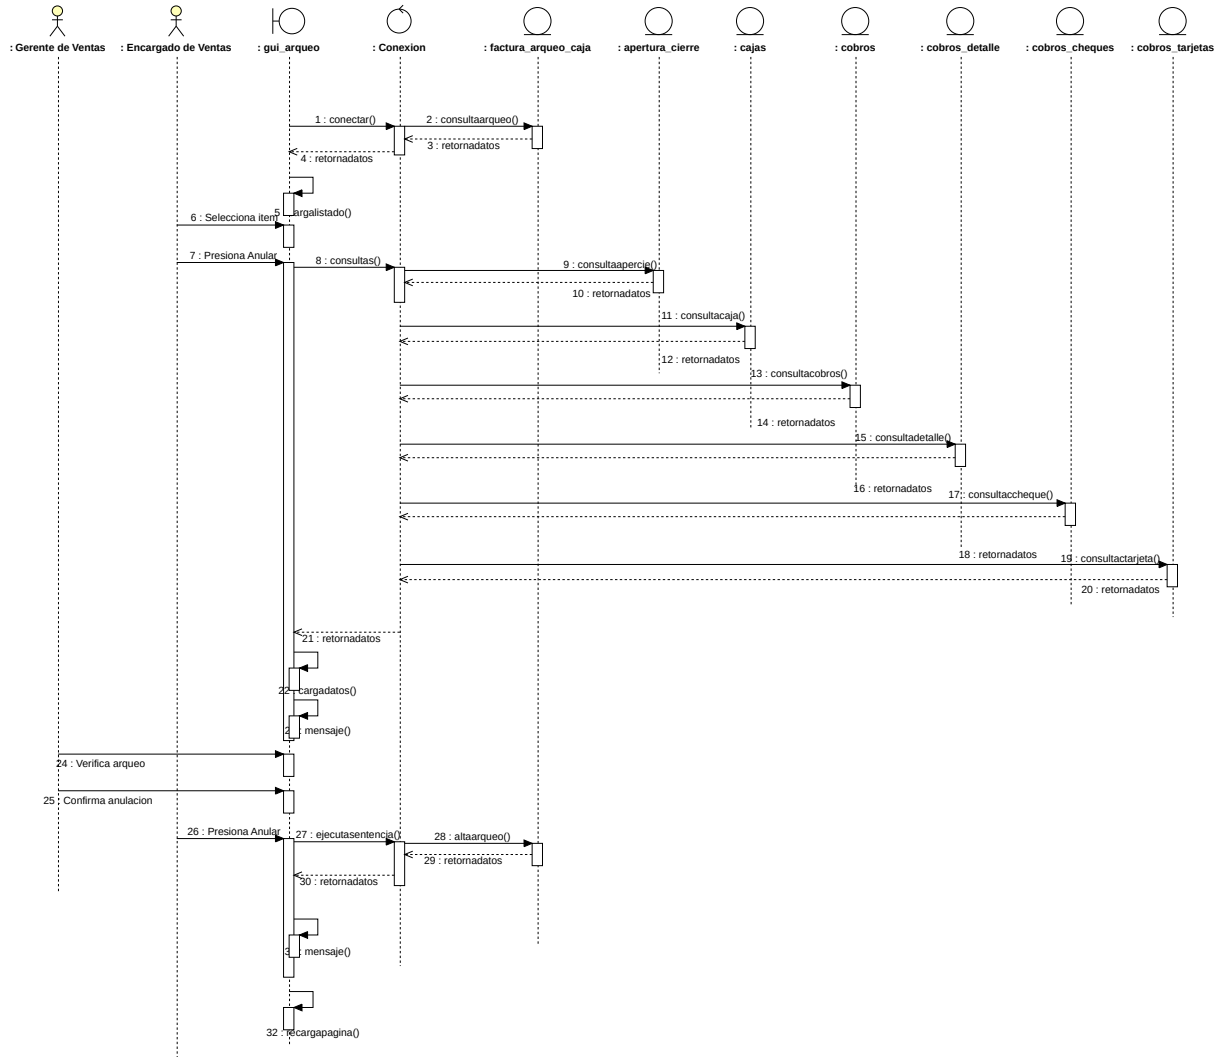 : Gerente de Ventas
: Encargado de Ventas
: gui_arqueo
: Conexion
: factura_arqueo_caja
: apertura_cierre
: cajas
: cobros
: cobros_detalle
: cobros_cheques
: cobros_tarjetas
1 : conectar()
2 : consultaarqueo()
3 : retornadatos
4 : retornadatos
5 argalistado()
6 : Selecciona item
7 : Presiona Anular
8 : consultas()
9 : consultaapercie()
10 : retornadatos
11 : consultacaja()
12 : retornadatos
13 : consultacobros()
14 : retornadatos
15 : consultadetalle()
16 : retornadatos
17 : consultaccheque()
18 : retornadatos
19 : consultactarjeta()
20 : retornadatos
21 : retornadatos
22 : cargadatos()
2 : mensaje()
24 : Verifica arqueo
25 : Confirma anulacion
26 : Presiona Anular
27 : ejecutasentencia()
28 : altaarqueo()
29 : retornadatos
30 : retornadatos
3 : mensaje()
32 : recargapagina()